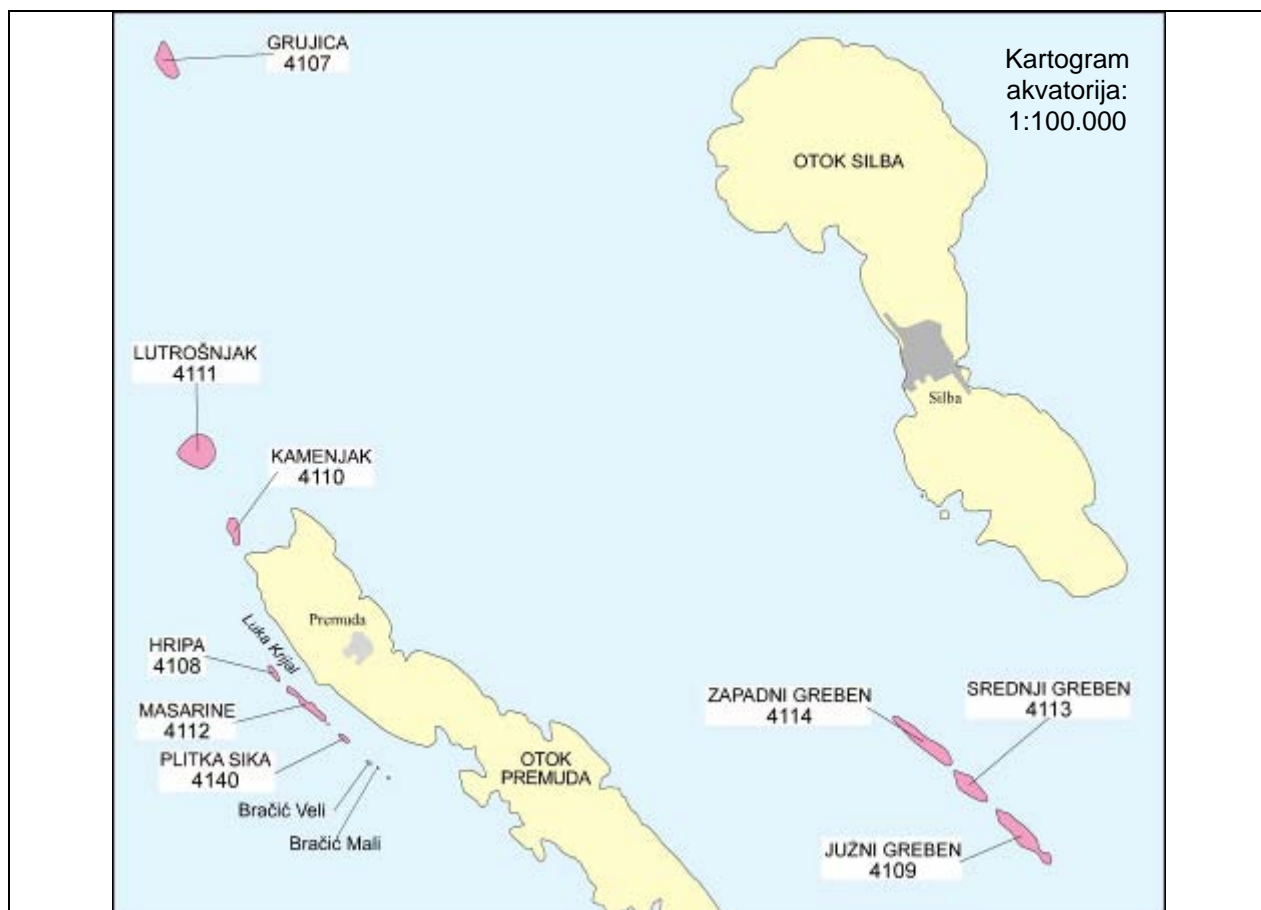 GRUJICA
4107
Kartogram
akvatorija:
1:100.000
OTOK SILBA
LUTROŠNJAK
4111
Silba
KAMENJAK
4110
Premuda
Luka Krijal
HRIPA
4108
MASARINE
4112
PLITKA SIKA
4140
Bračić Veli
Bračić Mali
OTOK
PREMUDA
ZAPADNI GREBEN
4114
SREDNJI GREBEN
4113
JUŽNI GREBEN
4109